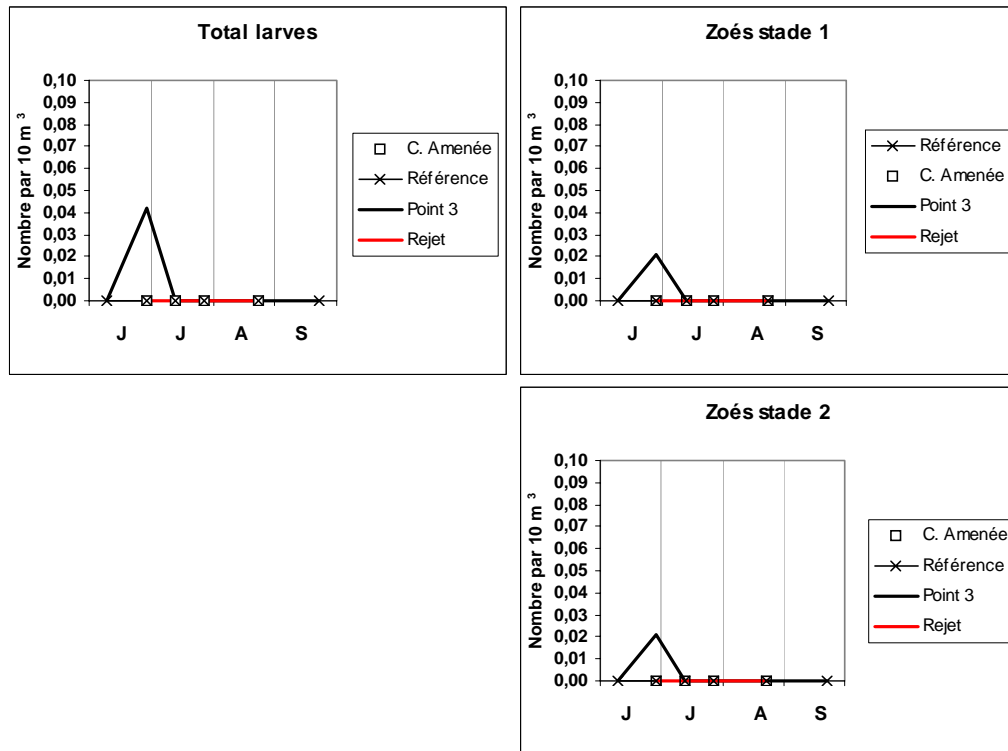 Total larves
Nombre par 10 m³
0,10
0,09
0,08
0,07
0,06
0,05
0,04
0,03
0,02
0,01
0,00
J J A S
C. Amenée
Référence
Point 3
Rejet
Zoés stade 1
Nombre par 10 m³
0,10
0,09
0,08
0,07
0,06
0,05
0,04
0,03
0,02
0,01
0,00
J J A S
Référence
C. Amenée
Point 3
Rejet
Zoés stade 2
Nombre par 10 m³
0,10
0,09
0,08
0,07
0,06
0,05
0,04
0,03
0,02
0,01
0,00
J J A S
C. Amenée
Référence
Point 3
Rejet